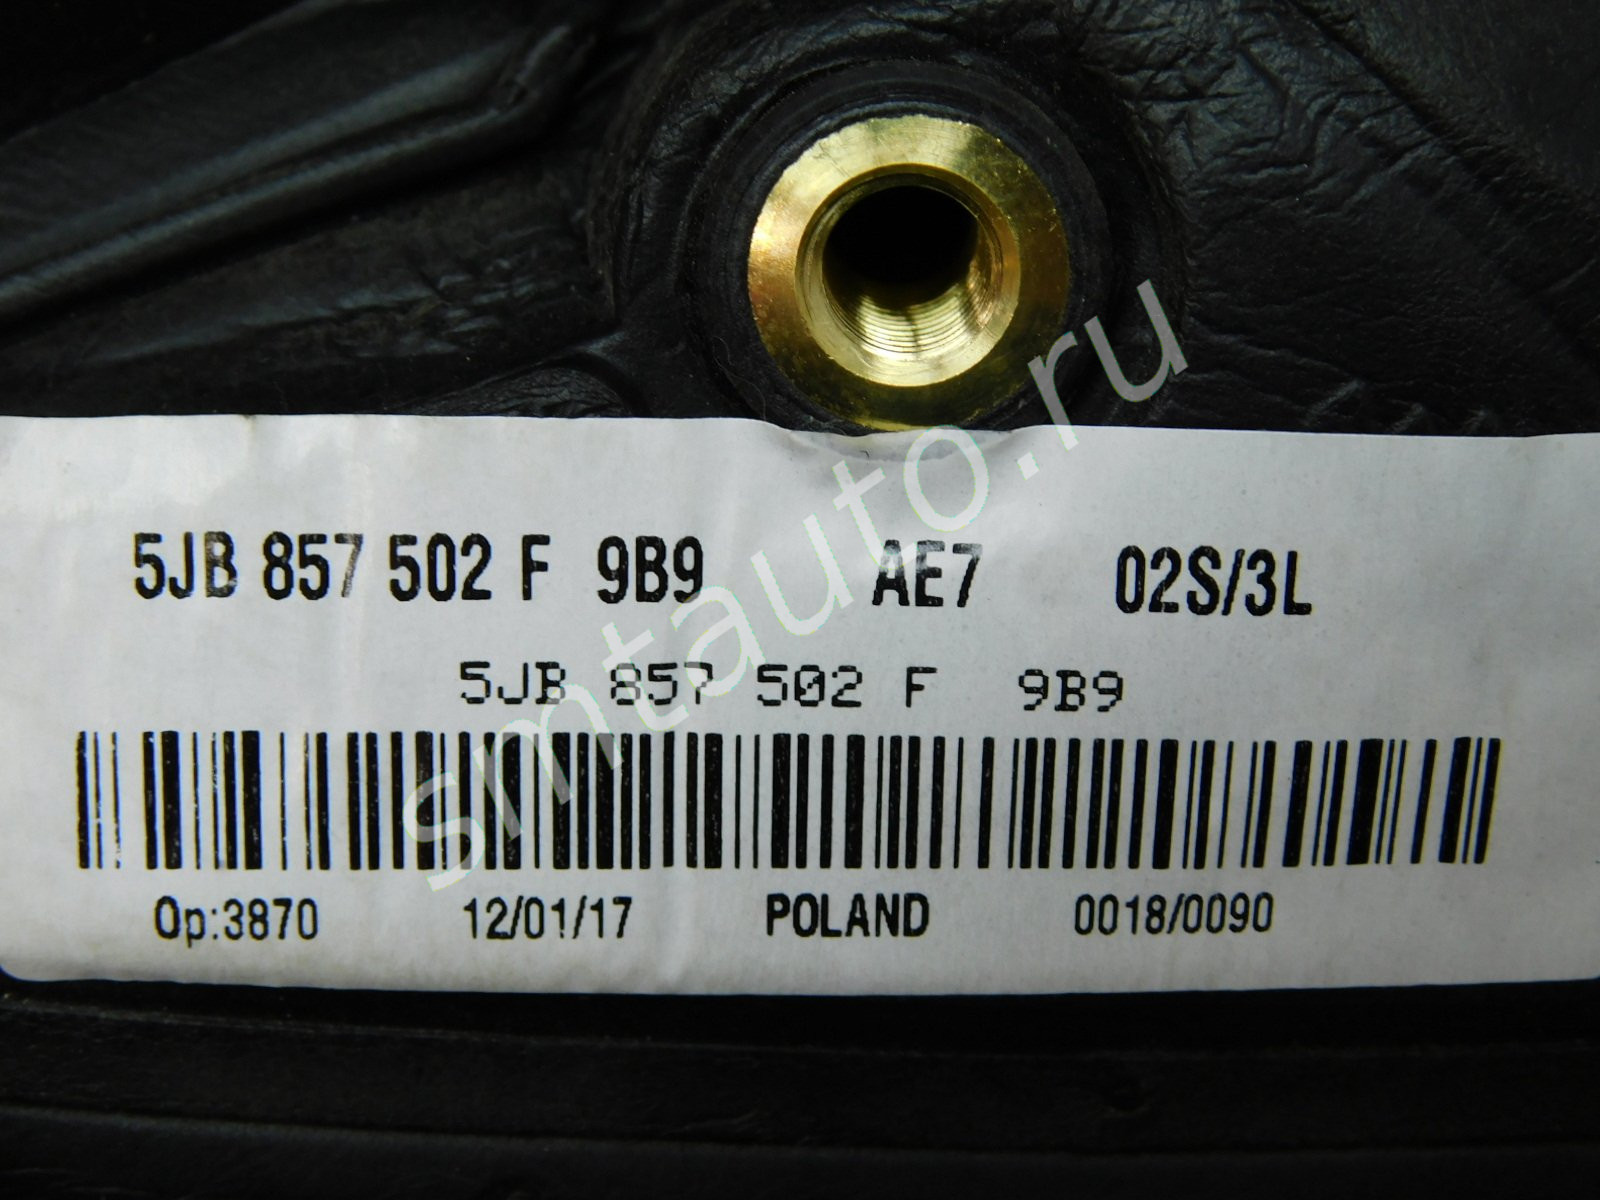 5JB 857 502 F 9B9 AE7 02S/3L
5JB 857 502 F 9B9
Op:3870 12/01/17 POLAND 0018/0090
smtauto.ru